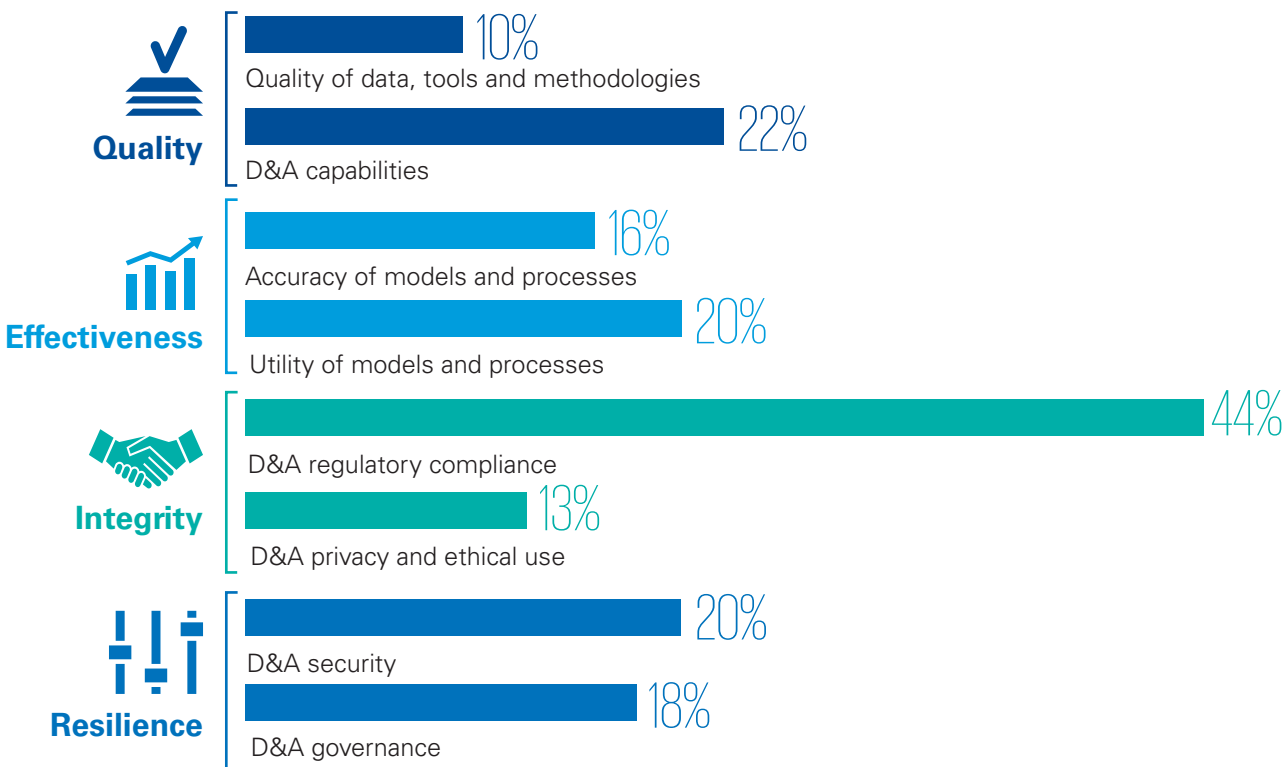 Quality
10%
Quality of data, tools and methodologies
22%
D&A capabilities
Effectiveness
16%
Accuracy of models and processes
20%
Utility of models and processes
Integrity
44%
D&A regulatory compliance
13%
D&A privacy and ethical use
Resilience
20%
D&A security
18%
D&A governance